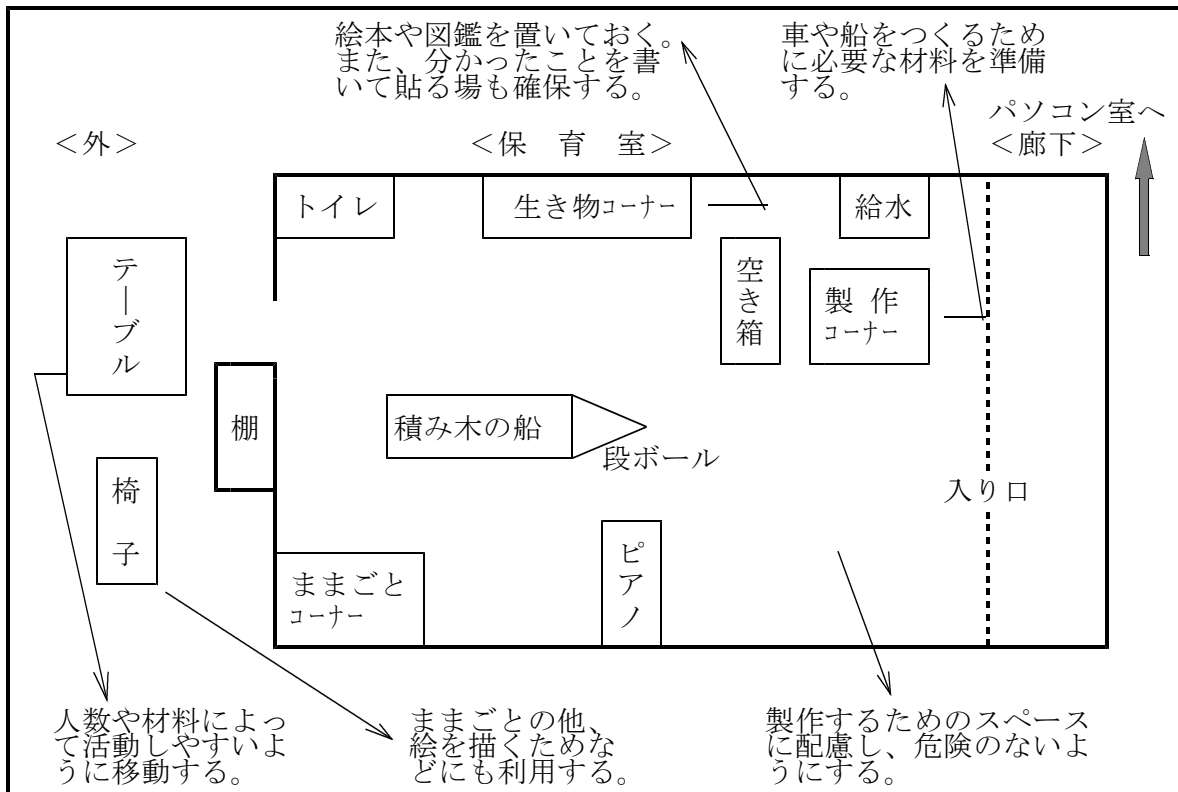 絵本や図鑑を置いておく。
また、分かったことを書
いて貼る場も確保する。
車や船をつくるため
に必要な材料を準備
する。
パソコン室へ
＜外＞
＜保　育　室＞
＜廊下＞
トイレ
生き物コーナー
給水
テーブル
空き箱
製 作
コーナー
棚
積み木の船
段ボール
椅子
入り口
ピアノ
ままごと
コーナー
人数や材料によっ
て活動しやすいよ
うに移動する。
ままごとの他、
絵を描くためな
どにも利用する。
製作するためのスペース
に配慮し、危険のないよ
うにする。